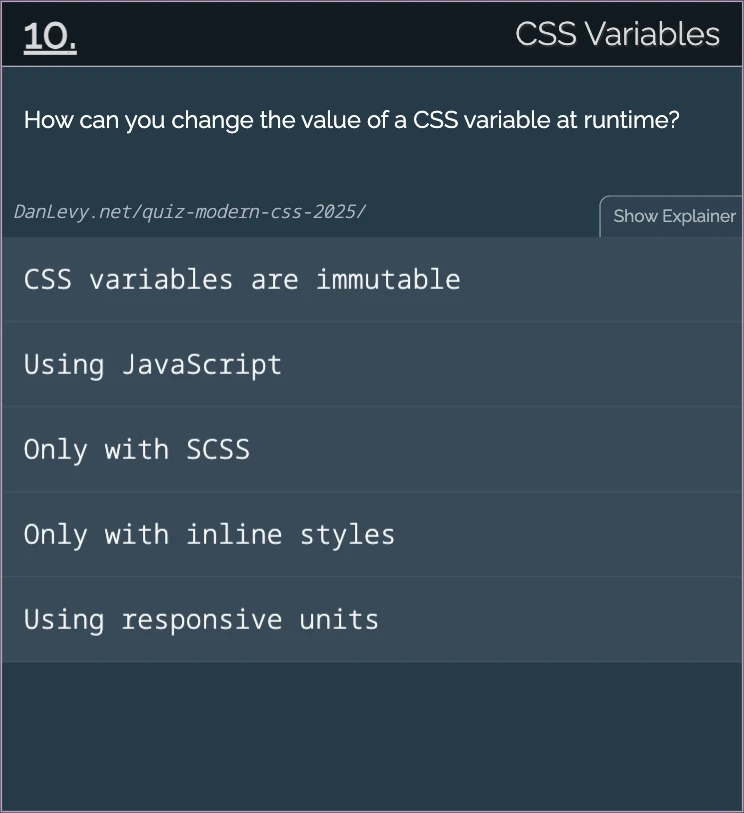 10.
CSS Variables
How can you change the value of a CSS variable at runtime?
DanLevy.net/quiz-modern-css-2025/
Show Explainer
CSS variables are immutable
Using JavaScript
Only with SCSS
Only with inline styles
Using responsive units